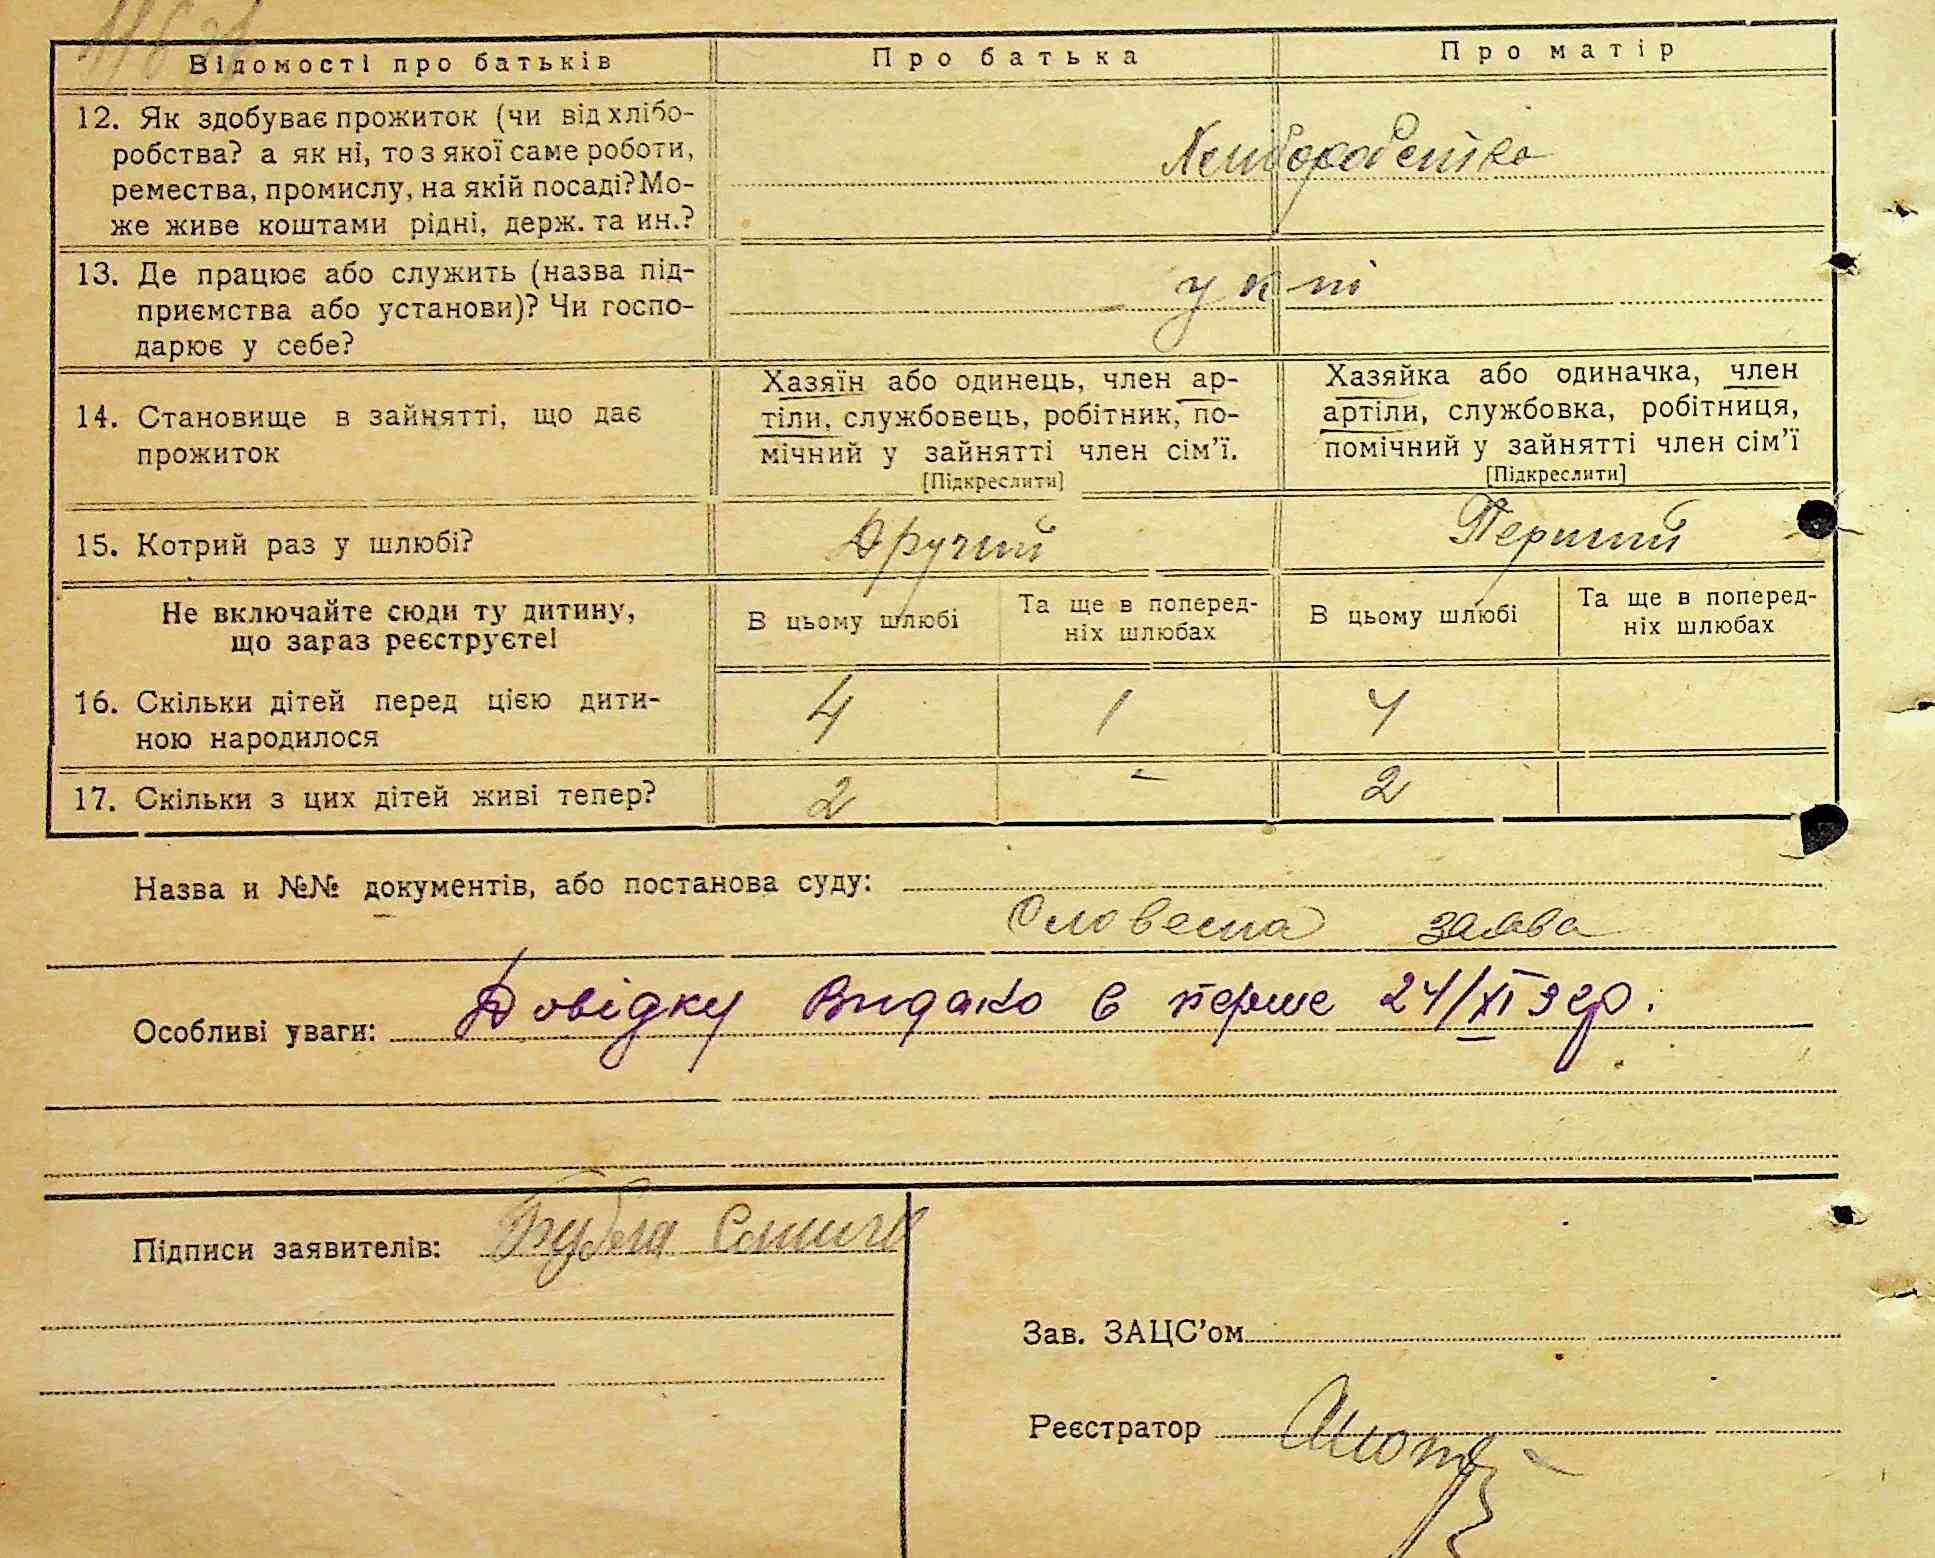 Відомості про батьків Про батька Про матір
12. Як здобуває прожиток (чи від хлібо-
робства? а як ні, то з якої саме роботи,
ремества, промислу, на якій посаді? Мо-
же живе коштами рідні, держ. та ин.?
13. Де працює або служить (назва під-
приємства або установи)? Чи госпо-
дарює у себе?
у
14. Становище в зайнятті, що дає
прожиток
Хазяїн або одинець, член ар-
тіли, службовець, робітник, по-
мічний у зайнятті член сім'ї.
[Підкреслити]
Хазяйка або одиначка, член
артіли, службовка, робітниця,
помічний у зайнятті член сім'ї
[Підкреслити]
15. Котрий раз у шлюбі? Другий Перший
Не включайте сюди ту дитину,
що зараз реєструєте!
В цьому шлюбі
Та ще в поперед-
ніх шлюбах
В цьому шлюбі
Та ще в поперед-
ніх шлюбах
16. Скільки дітей перед цією дити-
ною народилося
4 1 4
17. Скільки з цих дітей живі тепер? 2 - 2
Назва и №№ документів, або постанова суду:
Словесна заява
Особливі уваги: Довідку видако в перше 24/XI 32р.
Підписи заявителів:
Зав. ЗАЦС'ом
Реєстратор